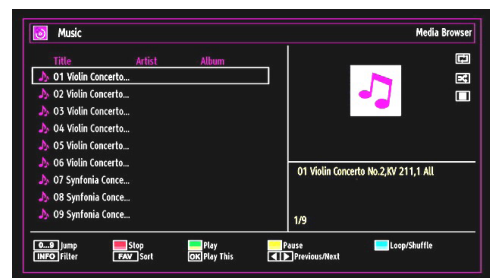 Music
Media Browser
Title Artist Album
01 Violin Concerto...
02 Violin Concerto...
03 Violin Concerto...
04 Violin Concerto...
05 Violin Concerto...
06 Violin Concerto...
07 Synfonia Conce...
08 Synfonia Conce...
09 Synfonia Conce...
01 Violin Concerto No.2,KV 211,1 All
1/9
0...9 Jump Stop Play Pause Loop/Shuffle
INFO Filter FAV Sort OK Play This Previous/Next